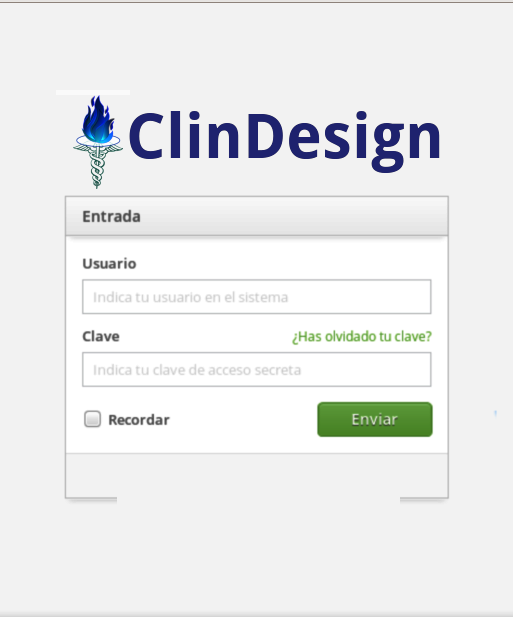 ClinDesign
Entrada
Usuario
Indica tu usuario en el sistema
Clave ¿Has olvidado tu clave?
Indica tu clave de acceso secreta
Recordar Enviar